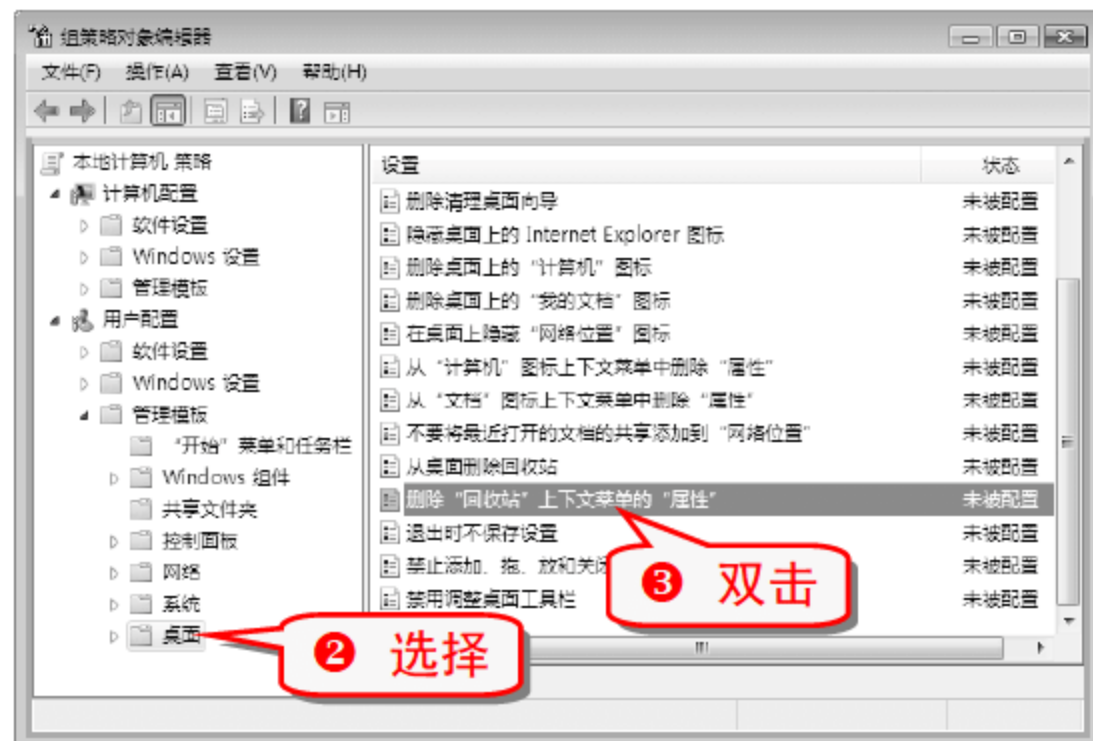 组策略对象编辑器
文件(F) 操作(A) 查看(V) 帮助(H)
本地计算机 策略
计算机配置
软件设置
Windows 设置
管理模板
用户配置
软件设置
Windows 设置
管理模板
“开始”菜单和任务栏
Windows 组件
共享文件夹
控制面板
网络
系统
桌面
设置 状态
删除清理桌面向导 未被配置
隐藏桌面上的 Internet Explorer 图标 未被配置
删除桌面上的“计算机”图标 未被配置
删除桌面上的“我的文档”图标 未被配置
在桌面上隐藏“网络位置”图标 未被配置
从“计算机”图标上下文菜单中删除“属性” 未被配置
从“文档”图标上下文菜单中删除“属性” 未被配置
不要将最近打开的文档的共享添加到“网络位置” 未被配置
从桌面删除回收站 未被配置
删除“回收站”上下文菜单的“属性” 未被配置
退出时不保存设置 未被配置
禁止添加、拖、放和关闭 未被配置
禁用调整桌面工具栏 未被配置
❸ 双击
❷ 选择